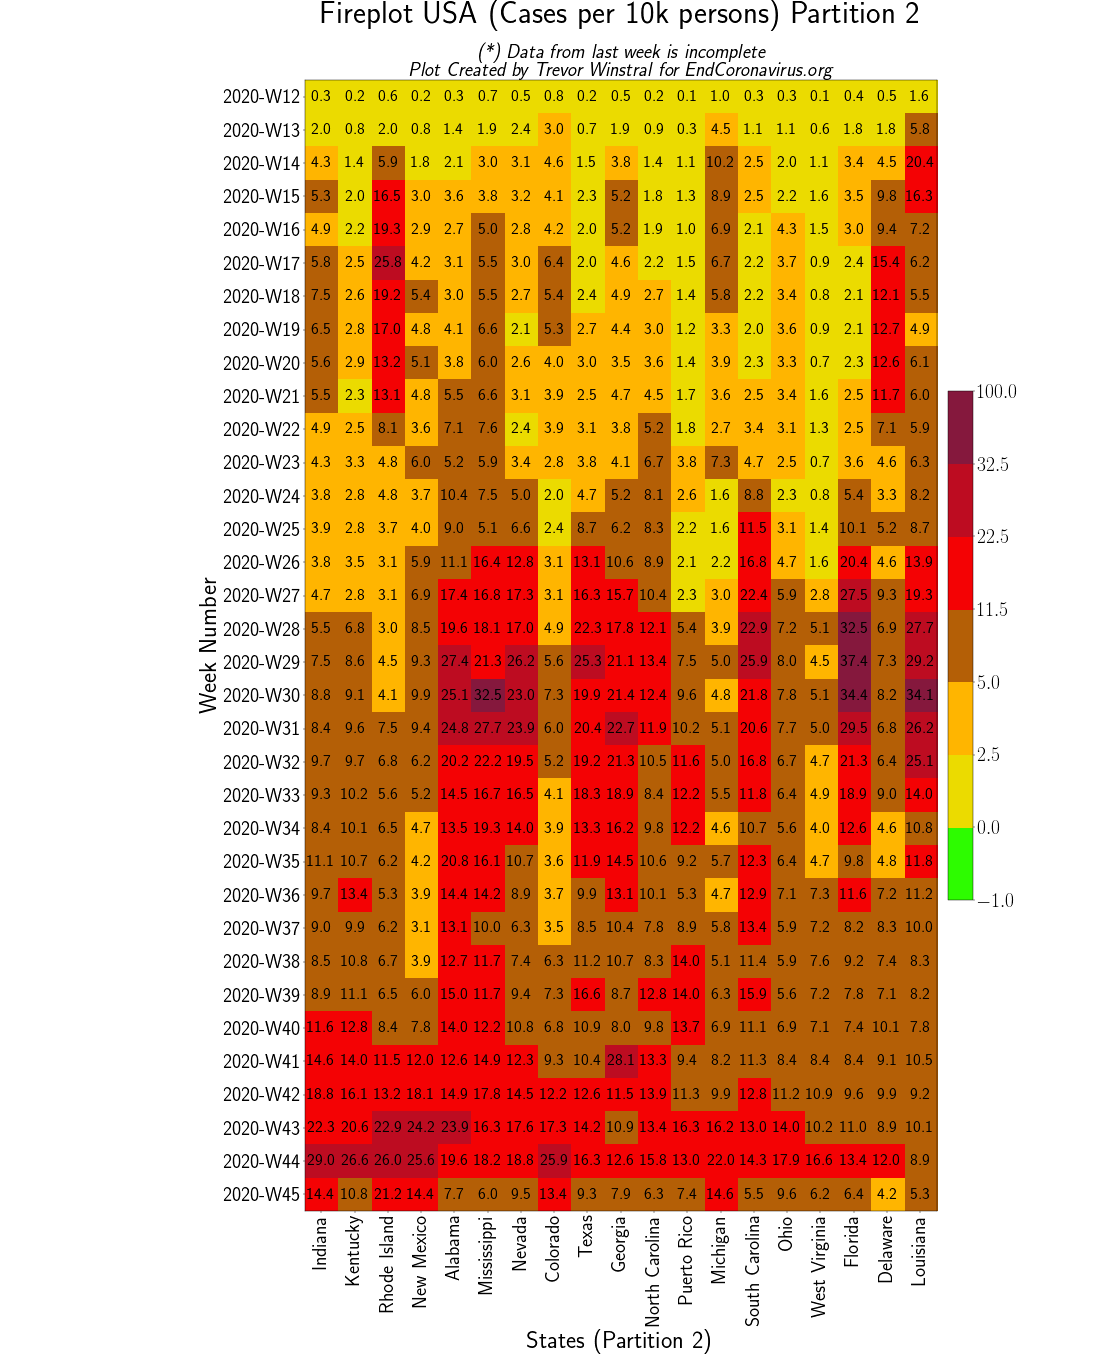 Fireplot USA (Cases per 10k persons) Partition 2
(*) Data from last week is incomplete
Plot Created by Trevor Winstral for EndCoronavirus.org
2020-W12 0.3 0.2 0.6 0.2 0.3 0.7 0.5 0.8 0.2 0.5 0.2 0.1 1.0 0.3 0.3 0.1 0.4 0.5 1.6
2020-W13 2.0 0.8 2.0 0.8 1.4 1.9 2.4 3.0 0.7 1.9 0.9 0.3 4.5 1.1 1.1 0.6 1.8 1.8 5.8
2020-W14 4.3 1.4 5.9 1.8 2.1 3.0 3.1 4.6 1.5 3.8 1.4 1.1 10.2 2.5 2.0 1.1 3.4 4.5 20.4
2020-W15 5.3 2.0 16.5 3.0 3.6 3.8 3.2 4.1 2.3 5.2 1.8 1.3 8.9 2.5 2.2 1.6 3.5 9.8 16.3
2020-W16 4.9 2.2 19.3 2.9 2.7 5.0 2.8 4.2 2.0 5.2 1.9 1.0 6.9 2.1 4.3 1.5 3.0 9.4 7.2
2020-W17 5.8 2.5 25.8 4.2 3.1 5.5 3.0 6.4 2.0 4.6 2.2 1.5 6.7 2.2 3.7 0.9 2.4 15.4 6.2
2020-W18 7.5 2.6 19.2 5.4 3.0 5.5 2.7 5.4 2.4 4.9 2.7 1.4 5.8 2.2 3.4 0.8 2.1 12.1 5.5
2020-W19 6.5 2.8 17.0 4.8 4.1 6.6 2.1 5.3 2.7 4.4 3.0 1.2 3.3 2.0 3.6 0.9 2.1 12.7 4.9
2020-W20 5.6 2.9 13.2 5.1 3.8 6.0 2.6 4.0 3.0 3.5 3.6 1.4 3.9 2.3 3.3 0.7 2.3 12.6 6.1
2020-W21 5.5 2.3 13.1 4.8 5.5 6.6 3.1 3.9 2.5 4.7 4.5 1.7 3.6 2.5 3.4 1.6 2.5 11.7 6.0
2020-W22 4.9 2.5 8.1 3.6 7.1 7.6 2.4 3.9 3.1 3.8 5.2 1.8 2.7 3.4 3.1 1.3 2.5 7.1 5.9
2020-W23 4.3 3.3 4.8 6.0 5.2 5.9 3.4 2.8 3.8 4.1 6.7 3.8 7.3 4.7 2.5 0.7 3.6 4.6 6.3
2020-W24 3.8 2.8 4.8 3.7 10.4 7.5 5.0 2.0 4.7 5.2 8.1 2.6 1.6 8.8 2.3 0.8 5.4 3.3 8.2
2020-W25 3.9 2.8 3.7 4.0 9.0 5.1 6.6 2.4 8.7 6.2 8.3 2.2 1.6 11.5 3.1 1.4 10.1 5.2 8.7
2020-W26 3.8 3.5 3.1 5.9 11.1 16.4 12.8 3.1 13.1 10.6 8.9 2.1 2.2 16.8 4.7 1.6 20.4 4.6 13.9
2020-W27 4.7 2.8 3.1 6.9 17.4 16.8 17.3 3.1 16.3 15.7 10.4 2.3 3.0 22.4 5.9 2.8 27.5 9.3 19.3
2020-W28 5.5 6.8 3.0 8.5 19.6 18.1 17.0 4.9 22.3 17.8 12.1 5.4 3.9 22.9 7.2 5.1 32.5 6.9 27.7
2020-W29 7.5 8.6 4.5 9.3 27.4 21.3 26.2 5.6 25.3 21.1 13.4 7.5 5.0 25.9 8.0 4.5 37.4 7.3 29.2
2020-W30 8.8 9.1 4.1 9.9 25.1 32.5 23.0 7.3 19.9 21.4 12.4 9.6 4.8 21.8 7.8 5.1 34.4 8.2 34.1
2020-W31 8.4 9.6 7.5 9.4 24.8 27.7 23.9 6.0 20.4 22.7 11.9 10.2 5.1 20.6 7.7 5.0 29.5 6.8 26.2
2020-W32 9.7 9.7 6.8 6.2 20.2 22.2 19.5 5.2 19.2 21.3 10.5 11.6 5.0 16.8 6.7 4.7 21.3 6.4 25.1
2020-W33 9.3 10.2 5.6 5.2 14.5 16.7 16.5 4.1 18.3 18.9 8.4 12.2 5.5 11.8 6.4 4.9 18.9 9.0 14.0
2020-W34 8.4 10.1 6.5 4.7 13.5 19.3 14.0 3.9 13.3 16.2 9.8 12.2 4.6 10.7 5.6 4.0 12.6 4.6 10.8
2020-W35 11.1 10.7 6.2 4.2 20.8 16.1 10.7 3.6 11.9 14.5 10.6 9.2 5.7 12.3 6.4 4.7 9.8 4.8 11.8
2020-W36 9.7 13.4 5.3 3.9 14.4 14.2 8.9 3.7 9.9 13.1 10.1 5.3 4.7 12.9 7.1 7.3 11.6 7.2 11.2
2020-W37 9.0 9.9 6.2 3.1 13.1 10.0 6.3 3.5 8.5 10.4 7.8 8.9 5.8 13.4 5.9 7.2 8.2 8.3 10.0
2020-W38 8.5 10.8 6.7 3.9 12.7 11.7 7.4 6.3 11.2 10.7 8.3 14.0 5.1 11.4 5.9 7.6 9.2 7.4 8.3
2020-W39 8.9 11.1 6.5 6.0 15.0 11.7 9.4 7.3 16.6 8.7 12.8 14.0 6.3 15.9 5.6 7.2 7.8 7.1 8.2
2020-W40 11.6 12.8 8.4 7.8 14.0 12.2 10.8 6.8 10.9 8.0 9.8 13.7 6.9 11.1 6.9 7.1 7.4 10.1 7.8
2020-W41 14.6 14.0 11.5 12.0 12.6 14.9 12.3 9.3 10.4 28.1 13.3 9.4 8.2 11.3 8.4 8.4 8.4 9.1 10.5
2020-W42 18.8 16.1 13.2 18.1 14.9 17.8 14.5 12.2 12.6 11.5 13.9 11.3 9.9 12.8 11.2 10.9 9.6 9.9 9.2
2020-W43 22.3 20.6 22.9 24.2 23.9 16.3 17.6 17.3 14.2 10.9 13.4 16.3 16.2 13.0 14.0 10.2 11.0 8.9 10.1
2020-W44 29.0 26.6 26.0 25.6 19.6 18.2 18.8 25.9 16.3 12.6 15.8 13.0 22.0 14.3 17.9 16.6 13.4 12.0 8.9
2020-W45 14.4 10.8 21.2 14.4 7.7 6.0 9.5 13.4 9.3 7.9 6.3 7.4 14.6 5.5 9.6 6.2 6.4 4.2 5.3
Week Number
Indiana
Kentucky
Rhode Island
New Mexico
Alabama
Mississippi
Nevada
Colorado
Texas
Georgia
North Carolina
Puerto Rico
Michigan
South Carolina
Ohio
West Virginia
Florida
Delaware
Louisiana
States (Partition 2)
100.0
32.5
22.5
11.5
5.0
2.5
0.0
−1.0